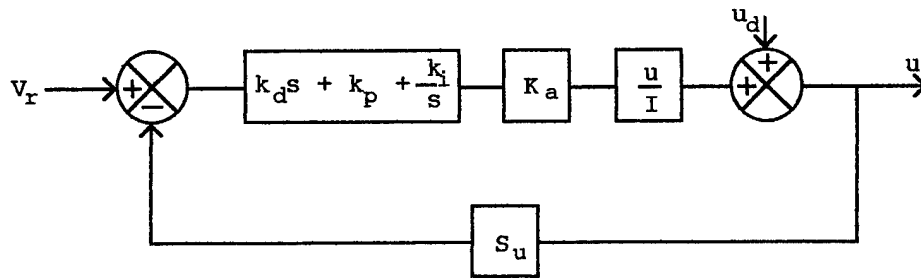 u_d
V_r
+
−
k_d s + k_p + k_i/s
K_a
u/I
+
+
u
S_u